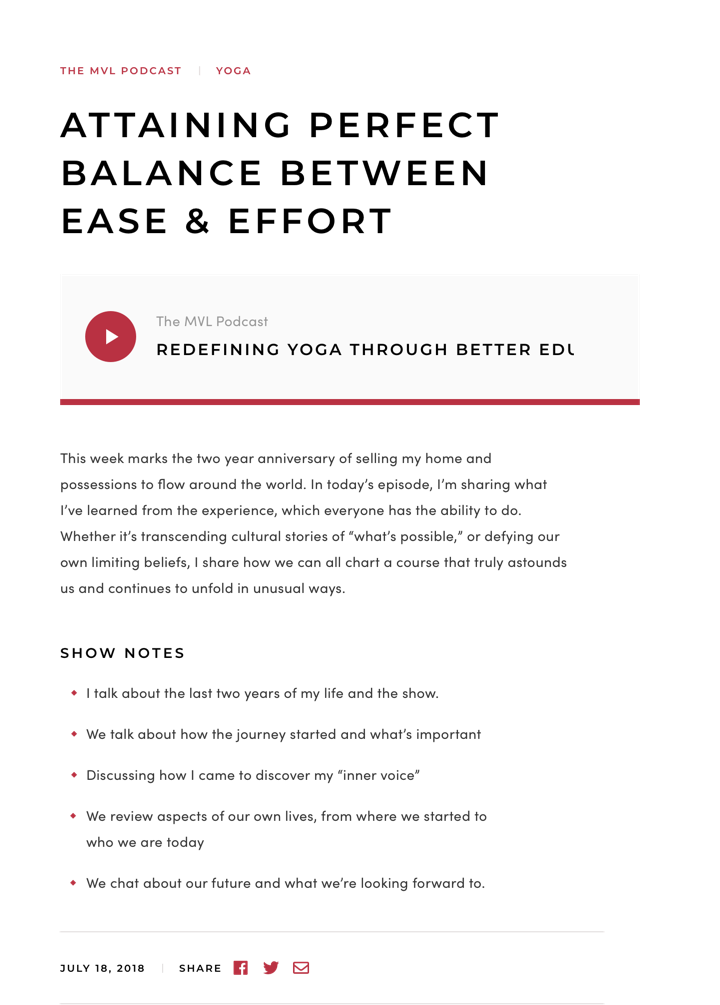 THE MVL PODCAST | YOGA
ATTAINING PERFECT
BALANCE BETWEEN
EASE & EFFORT
The MVL Podcast
REDEFINING YOGA THROUGH BETTER
This week marks the two year anniversary of selling my home and
possessions to flow around the world. In today’s episode, I’m sharing what
I’ve learned from the experience, which everyone has the ability to do.
Whether it’s transcending cultural stories of “what’s possible,” or defying our
own limiting beliefs, I share how we can all chart a course that truly astounds
us and continues to unfold in unusual ways.
SHOW NOTES
I talk about the last two years of my life and the show.
We talk about how the journey started and what’s important
Discussing how I came to discover my “inner voice”
We review aspects of our own lives, from where we started to
who we are today
We chat about our future and what we’re looking forward to.
JULY 18, 2018 | SHARE